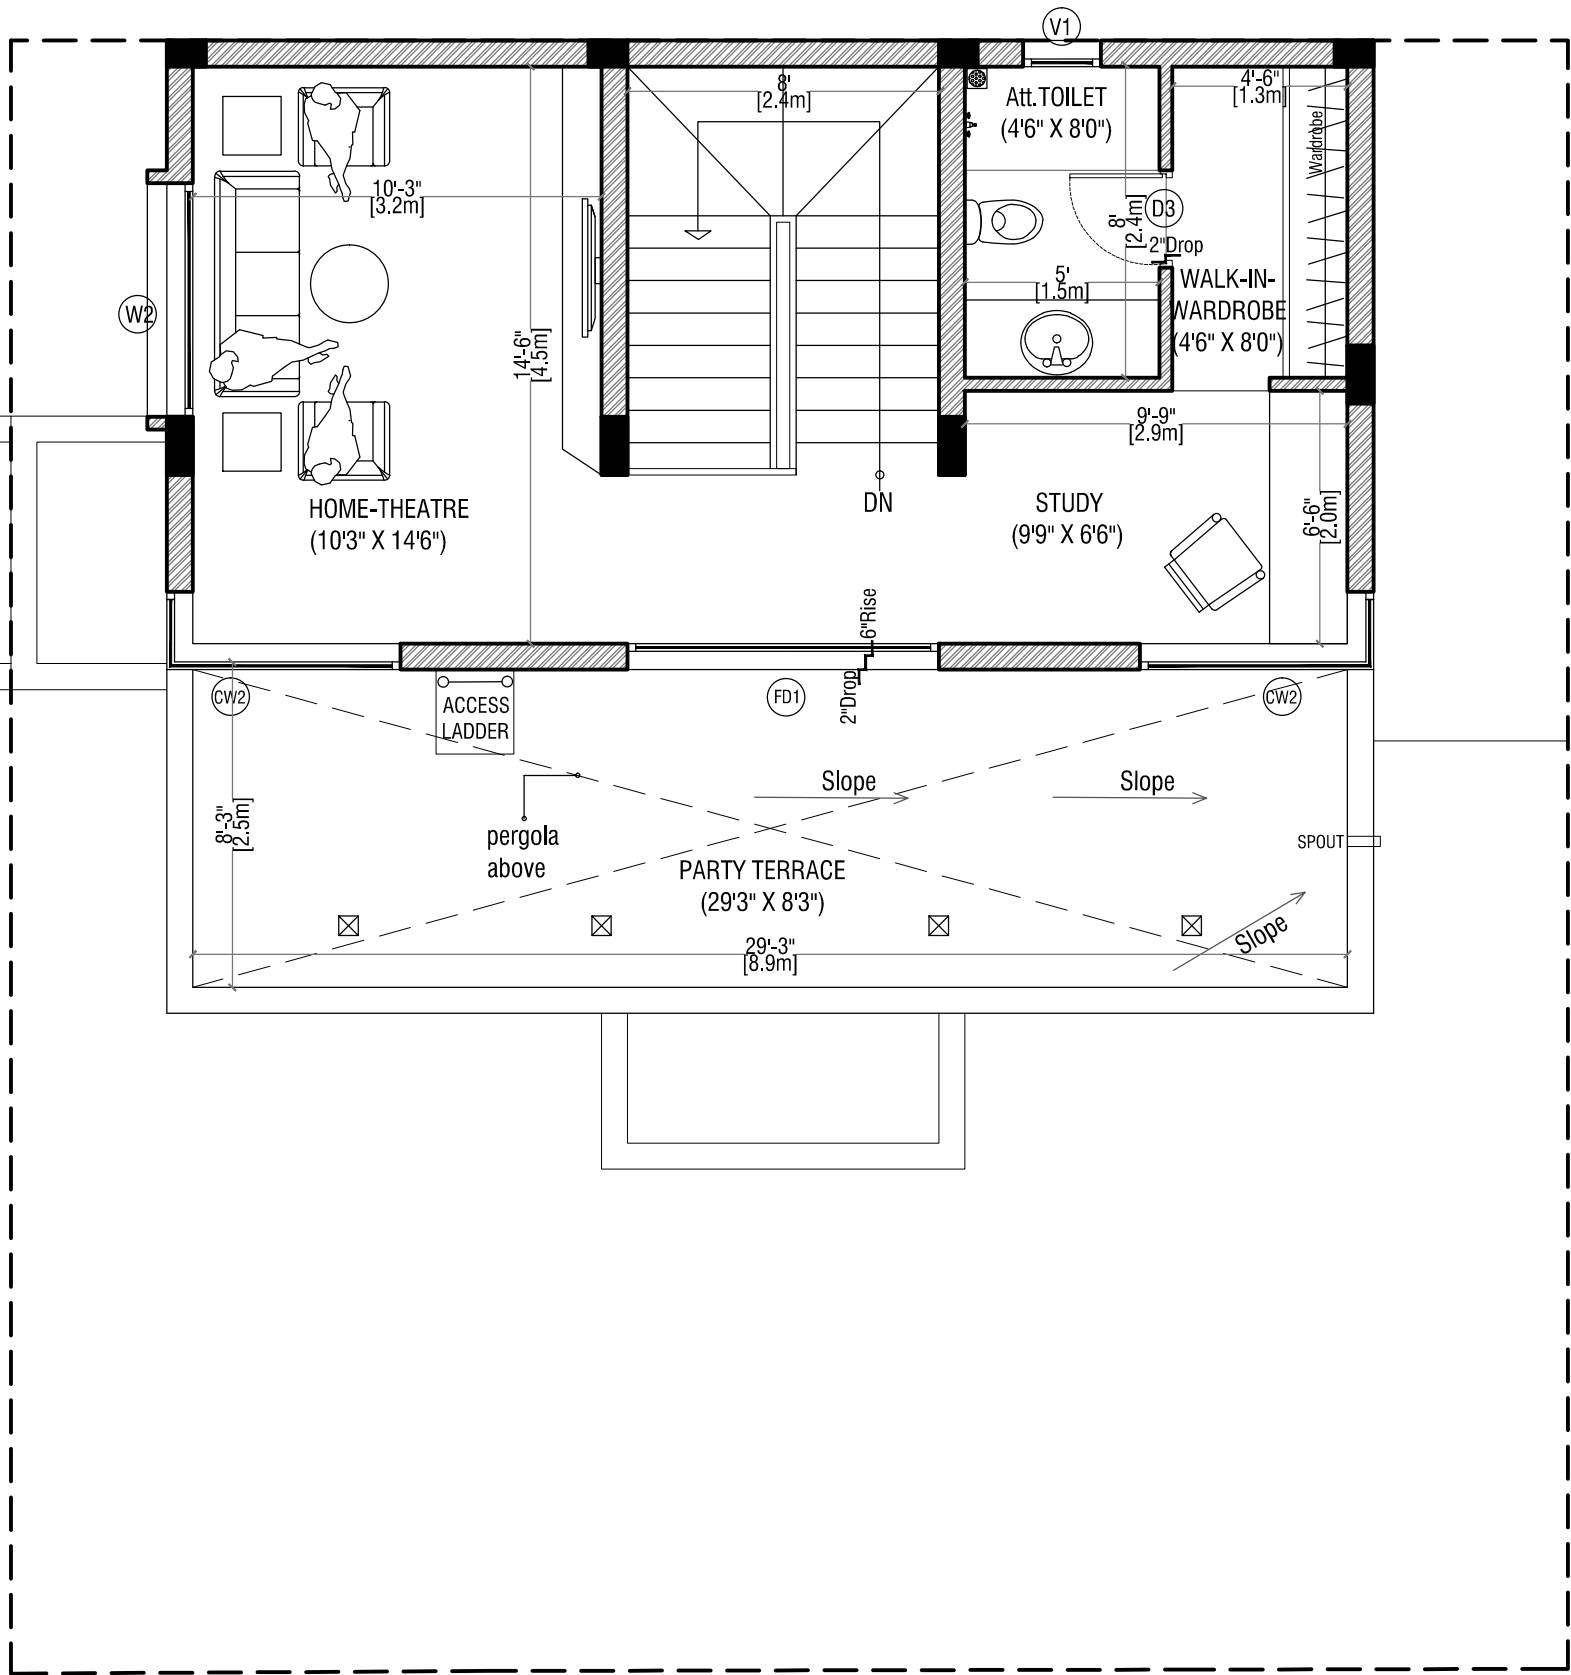 V1
8'
[2.4m]
Att.TOILET
(4'6" X 8'0")
4'-6"
[1.3m]
Wardrobe
10'-3"
[3.2m]
8'
[2.4m]
D3
2"Drop
W2
5'
[1.5m]
WALK-IN-
WARDROBE
(4'6" X 8'0")
14'-6"
[4.5m]
9'-9"
[2.9m]
HOME-THEATRE
(10'3" X 14'6")
DN
STUDY
(9'9" X 6'6")
6'-6"
[2.0m]
6"Rise
2"Drop
CW2
ACCESS
LADDER
FD1
CW2
Slope
Slope
8'-3"
[2.5m]
pergola
above
SPOUT
PARTY TERRACE
(29'3" X 8'3")
Slope
29'-3"
[8.9m]